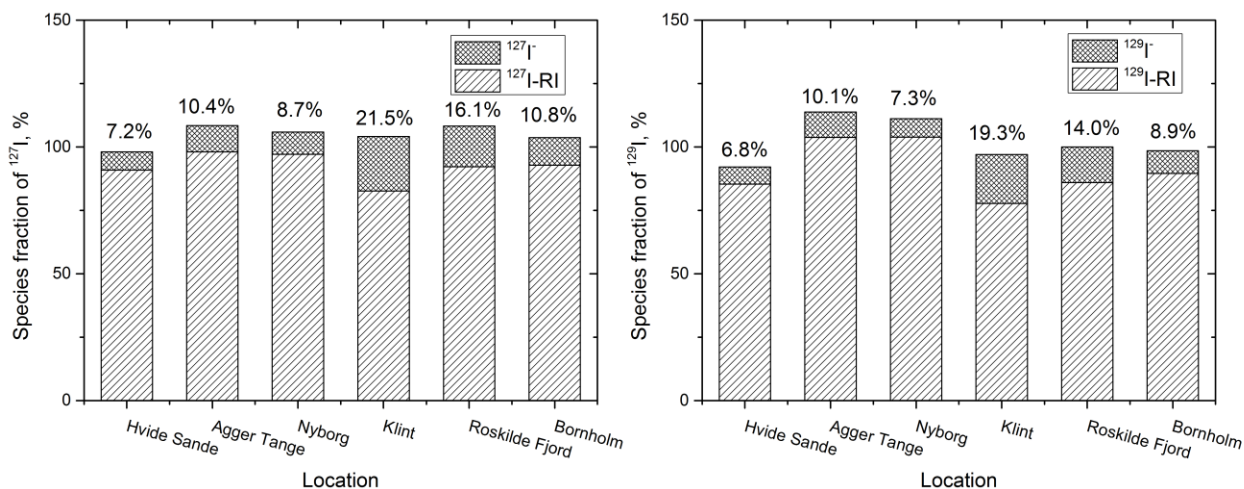 Species fraction of ¹²⁷I, %
150
100
50
0
¹²⁷I⁻
¹²⁷I-RI
7.2%
10.4%
8.7%
21.5%
16.1%
10.8%
Hvide Sande
Agger Tange
Nyborg
Klint
Roskilde Fjord
Bornholm
Location
Species fraction of ¹²⁹I, %
150
100
50
0
¹²⁹I⁻
¹²⁹I-RI
6.8%
10.1%
7.3%
19.3%
14.0%
8.9%
Hvide Sande
Agger Tange
Nyborg
Klint
Roskilde Fjord
Bornholm
Location